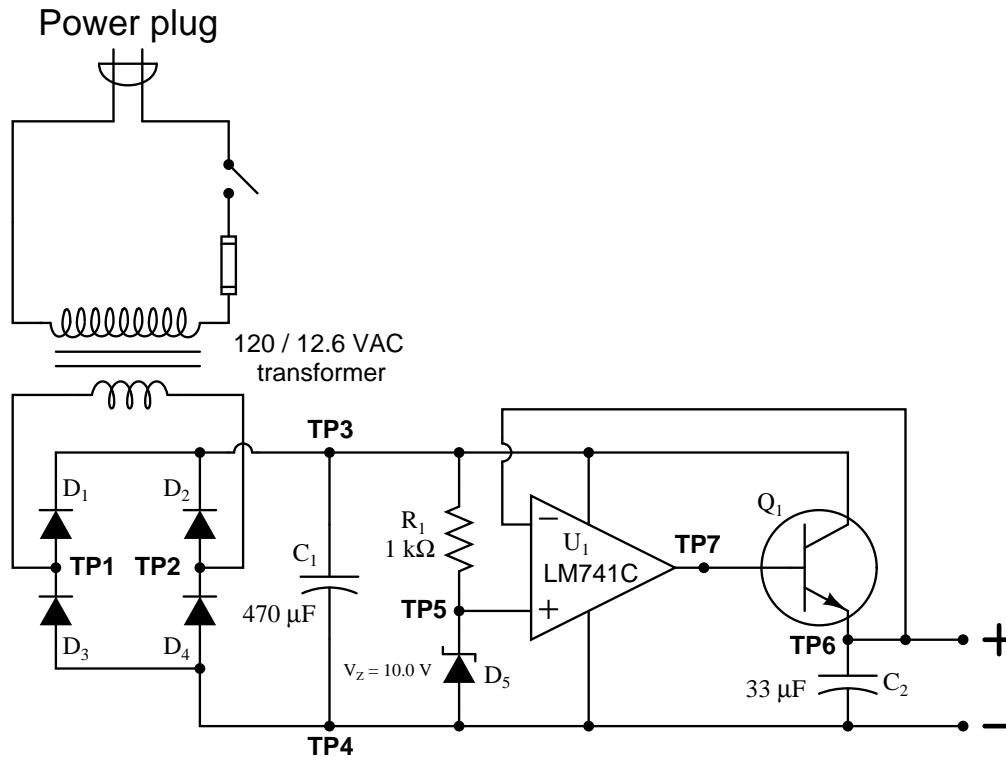 Power plug
120 / 12.6 VAC
transformer
TP3
D1
D2
R1
1 kΩ
−
U1
LM741C
TP7
Q1
TP1
TP2
C1
470 µF
TP5
+
D3
D4
VZ = 10.0 V
D5
TP6
+
33 µF
C2
−
TP4